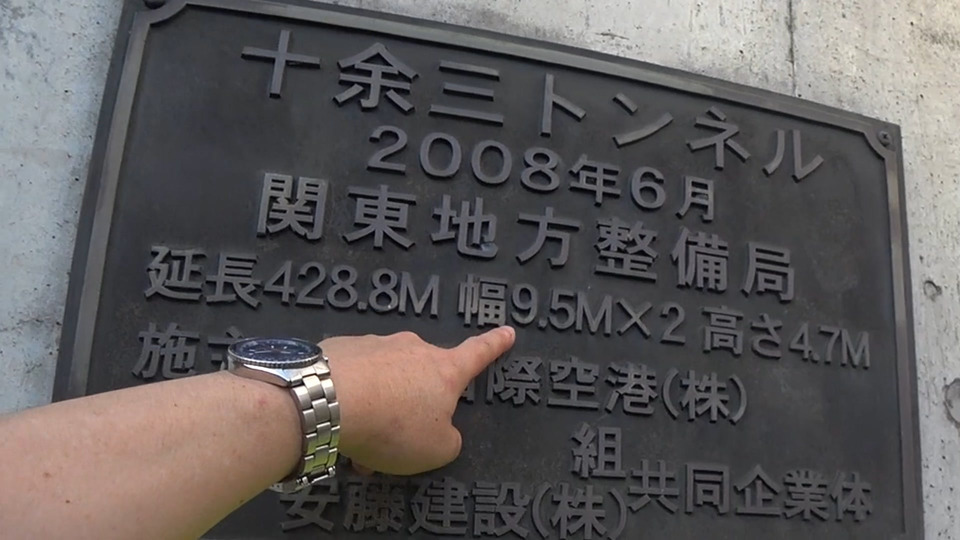 十余三トンネル
2008年6月
関東地方整備局
延長428.8M 幅9.5M×2 高さ4.7M
施 際空港(株)
組
安藤建設(株) 共同企業体